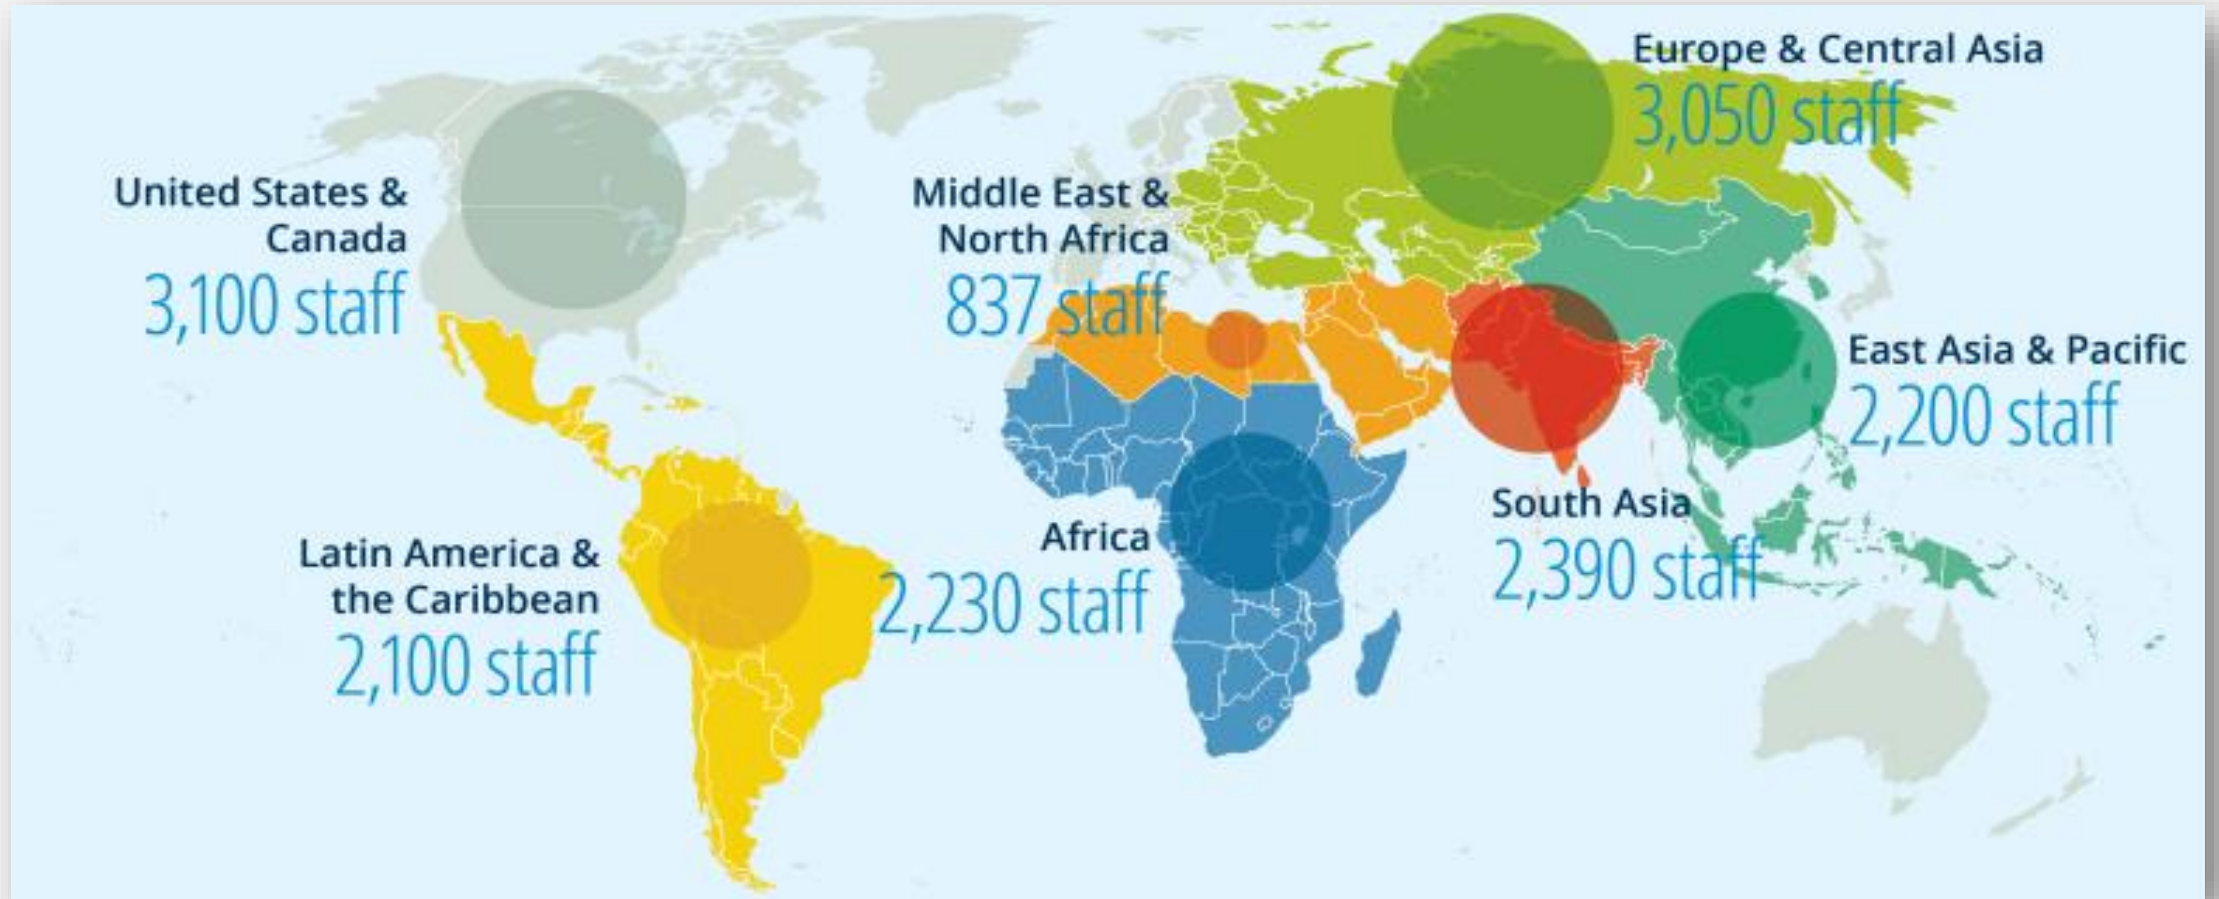 Europe & Central Asia
3,050 staff
United States &
Canada
3,100 staff
Middle East &
North Africa
837 staff
East Asia & Pacific
2,200 staff
South Asia
2,390 staff
Africa
2,230 staff
Latin America &
the Caribbean
2,100 staff